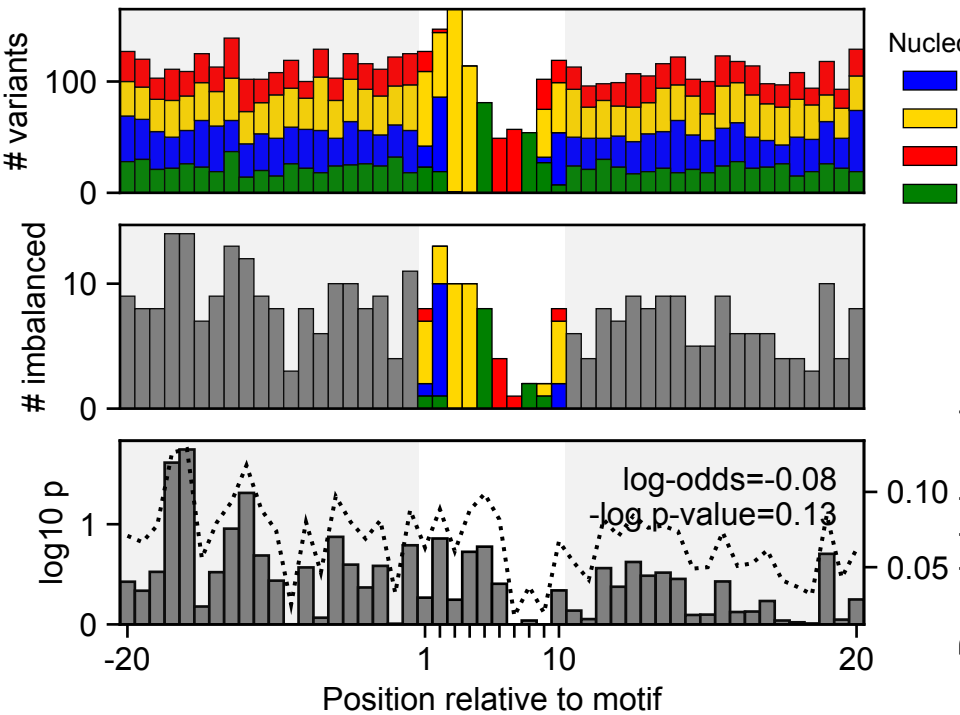 # variants
100
0
Nucleo
# imbalanced
10
0
log10 p
1
0
log-odds=-0.08
-log p-value=0.13
0.10
0.05
-20
1
10
20
Position relative to motif